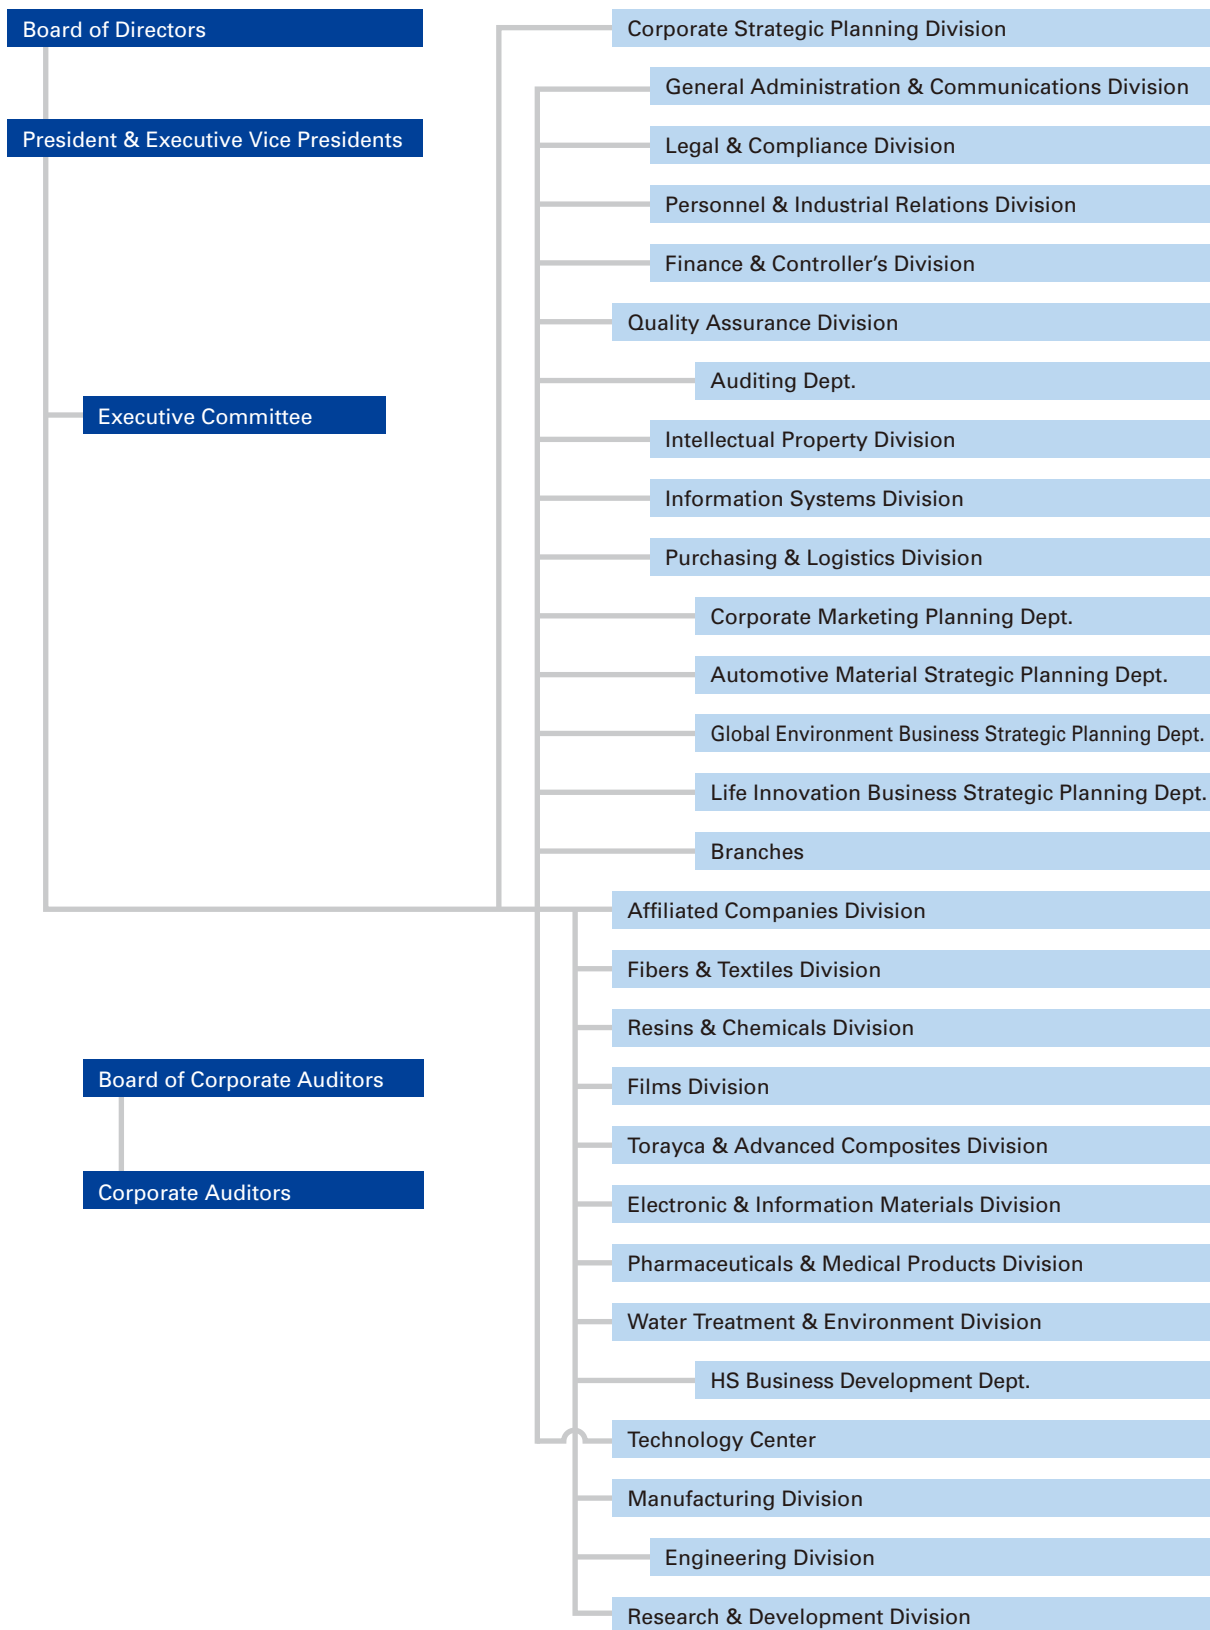 Board of Directors
President & Executive Vice Presidents
Executive Committee
Board of Corporate Auditors
Corporate Auditors
Corporate Strategic Planning Division
General Administration & Communications Division
Legal & Compliance Division
Personnel & Industrial Relations Division
Finance & Controller’s Division
Quality Assurance Division
Auditing Dept.
Intellectual Property Division
Information Systems Division
Purchasing & Logistics Division
Corporate Marketing Planning Dept.
Automotive Material Strategic Planning Dept.
Global Environment Business Strategic Planning Dept.
Life Innovation Business Strategic Planning Dept.
Branches
Affiliated Companies Division
Fibers & Textiles Division
Resins & Chemicals Division
Films Division
Torayca & Advanced Composites Division
Electronic & Information Materials Division
Pharmaceuticals & Medical Products Division
Water Treatment & Environment Division
HS Business Development Dept.
Technology Center
Manufacturing Division
Engineering Division
Research & Development Division